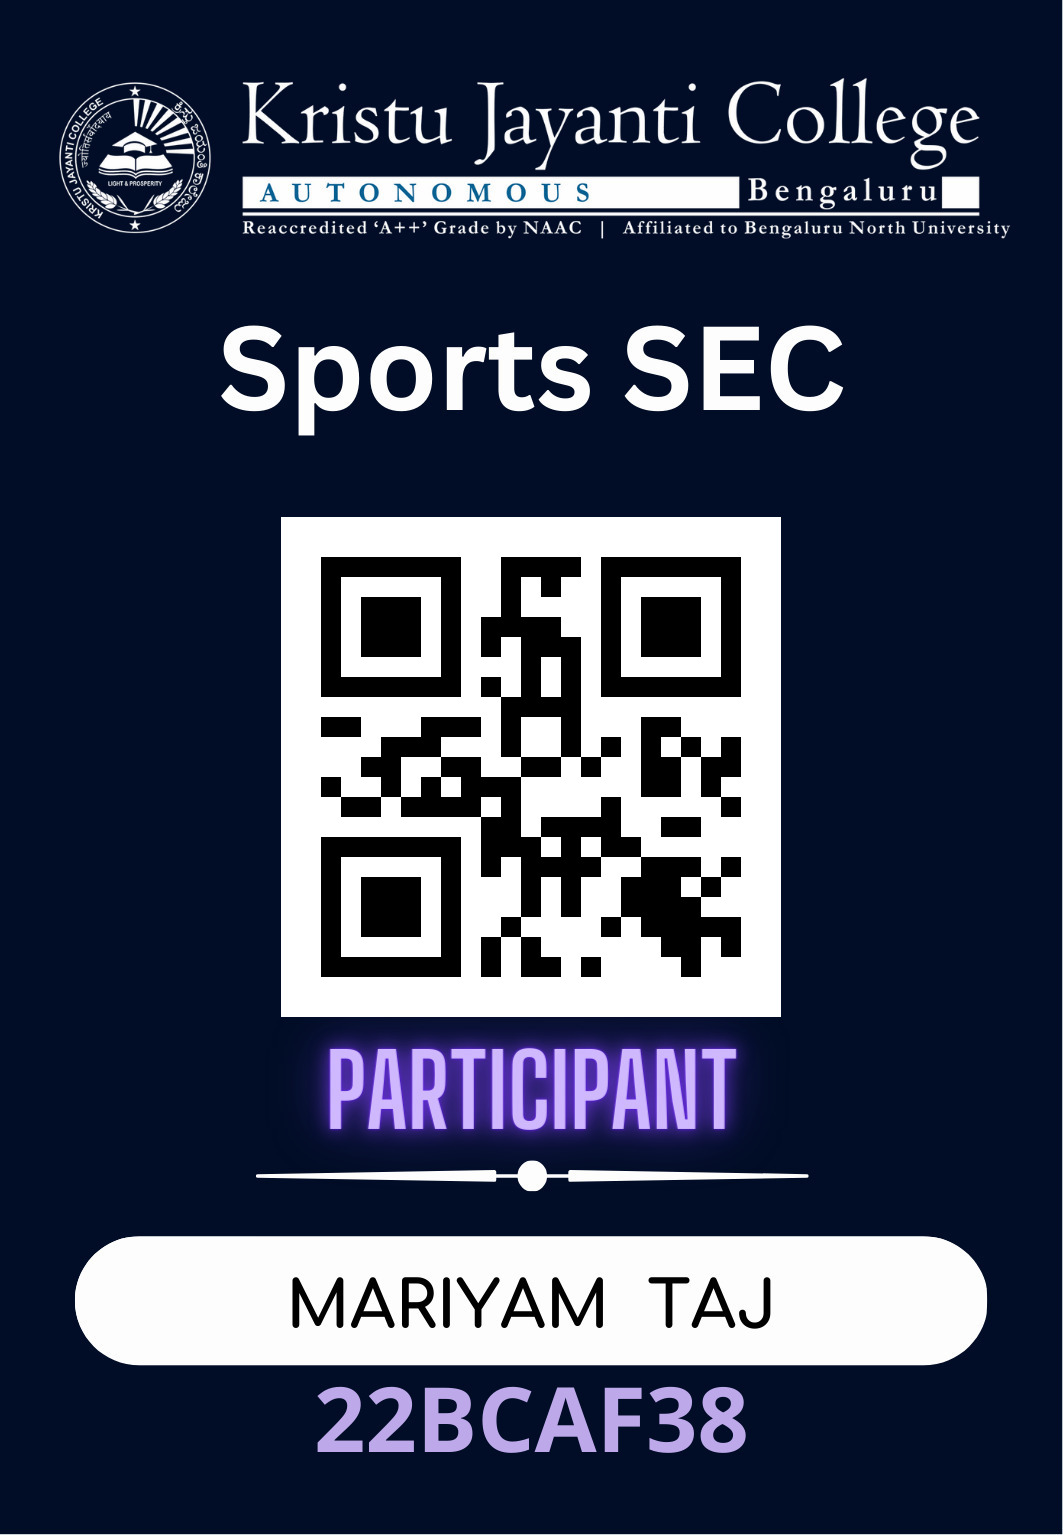 Kristu Jayanti College
AUTONOMOUS Bengaluru
Reaccredited ‘A++’ Grade by NAAC | Affiliated to Bengaluru North University
KRISTU JAYANTI COLLEGE
ಕ್ರಿಸ್ತು ಜಯಂತಿ ಕಾಲೇಜು
LIGHT & PROSPERITY
Sports SEC
PARTICIPANT
MARIYAM TAJ
22BCAF38